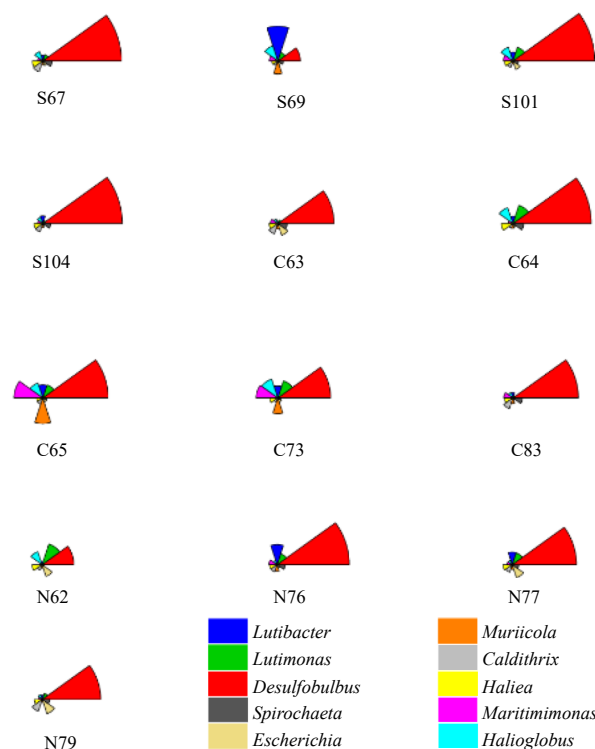 S67 S69 S101
S104 C63 C64
C65 C73 C83
N62 N76 N77
Lutibacter Muriicola
Lutimonas Caldithrix
Desulfobulbus Haliea
Spirochaeta Maritimimonas
Escherichia Halioglobus
N79